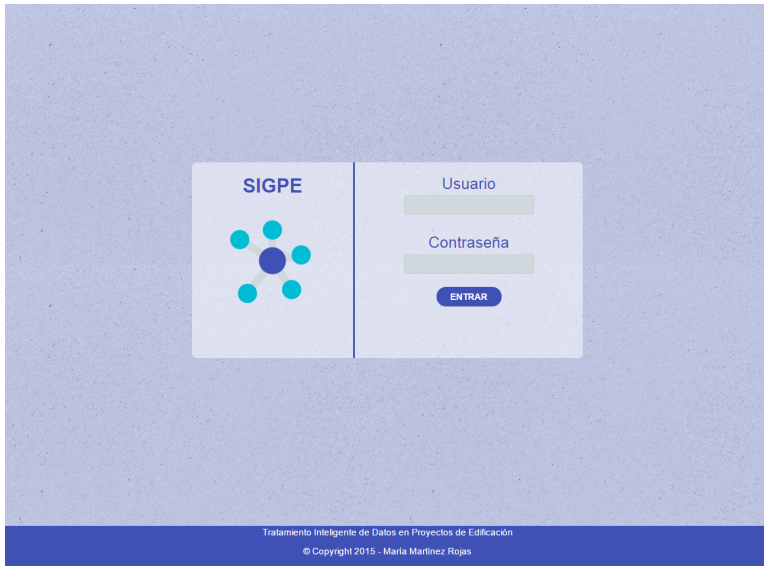 SIGPE
Usuario
Contraseña
ENTRAR
Tratamiento Inteligente de Datos en Proyectos de Edificación
© Copyright 2015 - María Martínez Rojas